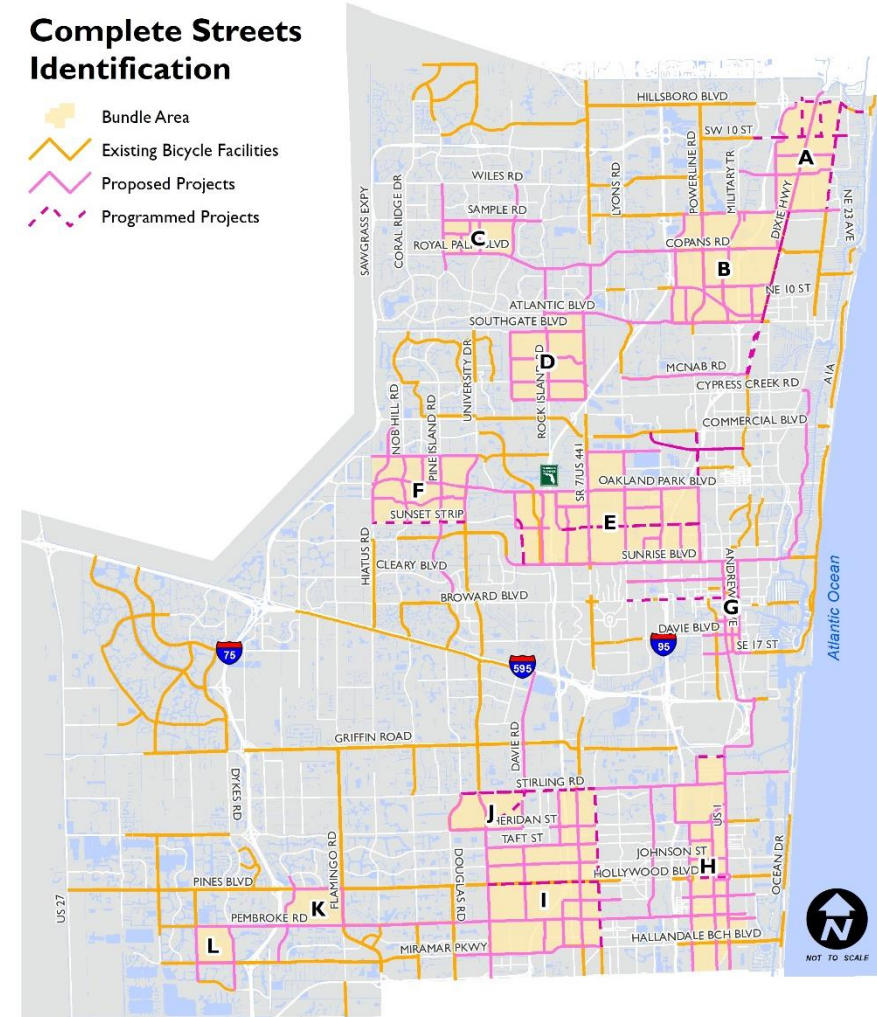 Complete Streets
Identification
Bundle Area
Existing Bicycle Facilities
Proposed Projects
Programmed Projects
HILLSBORO BLVD
SW 10 ST
A
WILES RD
SAMPLE RD
C
ROYAL PALM BLVD
COPANS RD
B
NE 10 ST
SAWGRASS EXPY
CORAL RIDGE DR
LYONS RD
POWERLINE RD
MILITARY TR
DIXIE HWY
NE 23 AVE
ATLANTIC BLVD
SOUTHGATE BLVD
D
MCNAB RD
CYPRESS CREEK RD
COMMERCIAL BLVD
A1A
UNIVERSITY DR
ROCK ISLAND RD
NOB HILL RD
PINE ISLAND RD
SR 7/US 441
OAKLAND PARK BLVD
F
SUNSET STRIP
E
SUNRISE BLVD
HIATUS RD
CLEARY BLVD
BROWARD BLVD
ANDREWS AVE
G
DAVIE BLVD
SE 17 ST
Atlantic Ocean
75
595
95
GRIFFIN ROAD
DAVIE RD
STIRLING RD
J
SHERIDAN ST
TAFT ST
DYKES RD
FLAMINGO RD
DOUGLAS RD
US 1
JOHNSON ST
HOLLYWOOD BLVD
H
OCEAN DR
PINES BLVD
K
I
US 27
PEMBROKE RD
L
MIRAMAR PKWY
HALLANDALE BCH BLVD
N
NOT TO SCALE